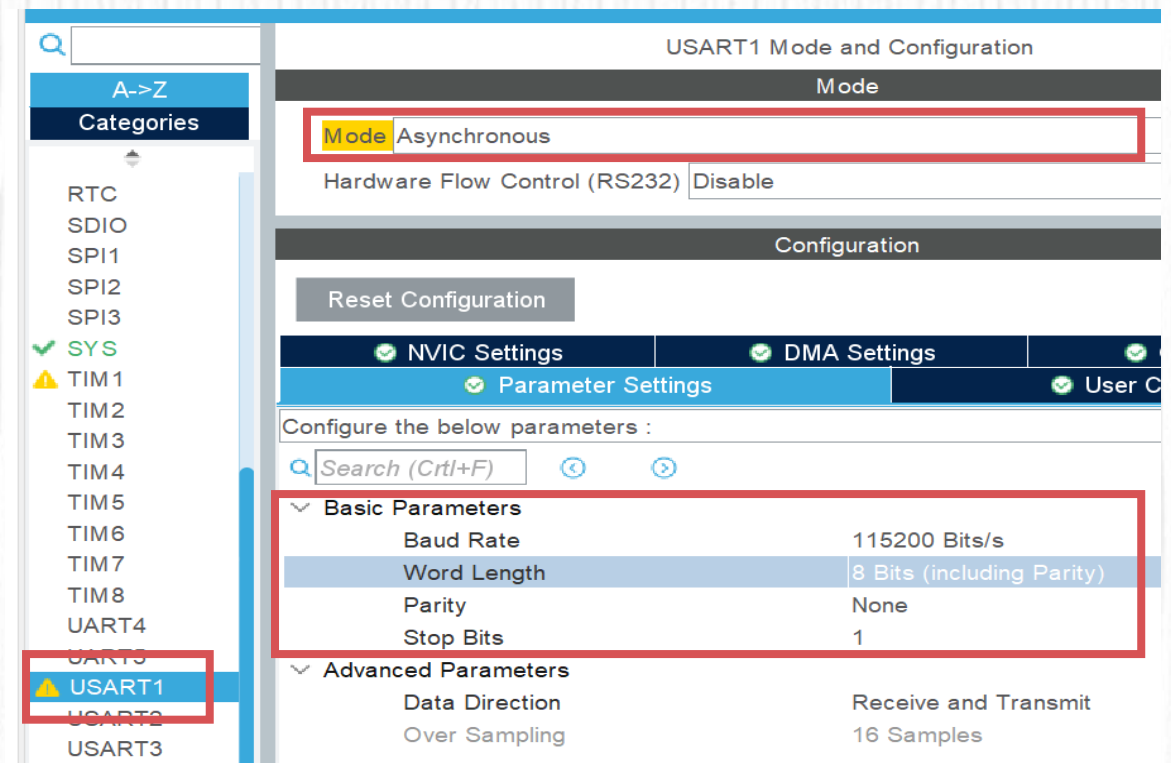 USART1 Mode and Configuration
A->Z
Categories
RTC
SDIO
SPI1
SPI2
SPI3
SYS
TIM1
TIM2
TIM3
TIM4
TIM5
TIM6
TIM7
TIM8
UART4
UART5
USART1
USART2
USART3
Mode
Mode Asynchronous
Hardware Flow Control (RS232) Disable
Configuration
Reset Configuration
NVIC Settings DMA Settings
Parameter Settings User C
Configure the below parameters :
Search (Crtl+F)
Basic Parameters
Baud Rate 115200 Bits/s
Word Length 8 Bits (including Parity)
Parity None
Stop Bits 1
Advanced Parameters
Data Direction Receive and Transmit
Over Sampling 16 Samples